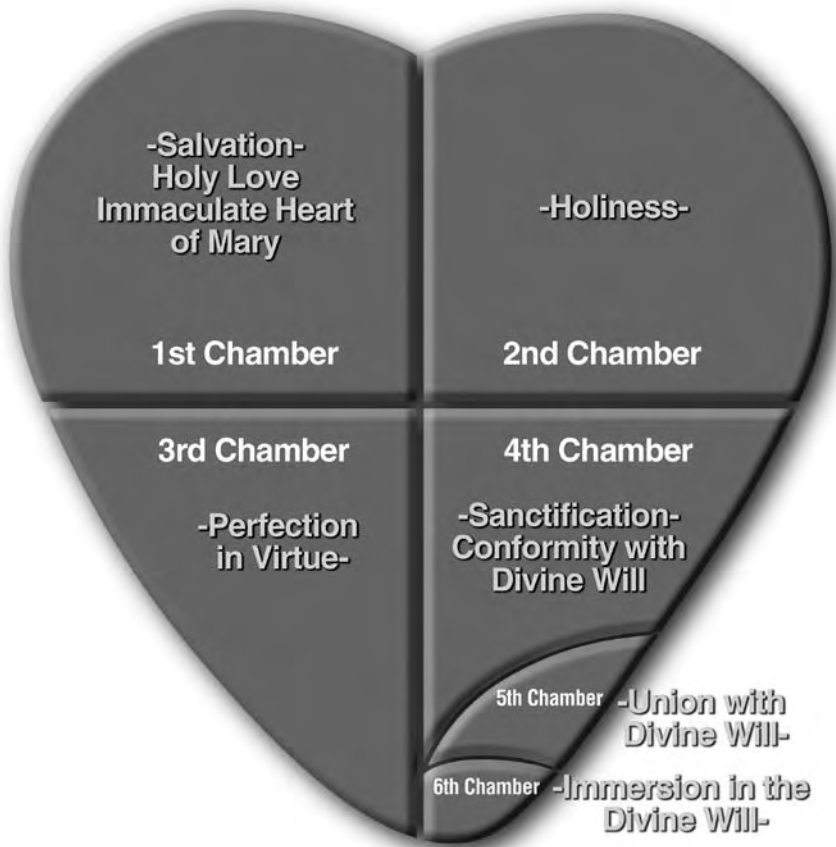 -Salvation-
Holy Love
Immaculate Heart
of Mary
1st Chamber
-Holiness-
2nd Chamber
3rd Chamber
-Perfection
in Virtue-
4th Chamber
-Sanctification-
Conformity with
Divine Will
5th Chamber
-Union with
Divine Will-
6th Chamber
-Immersion in the
Divine Will-